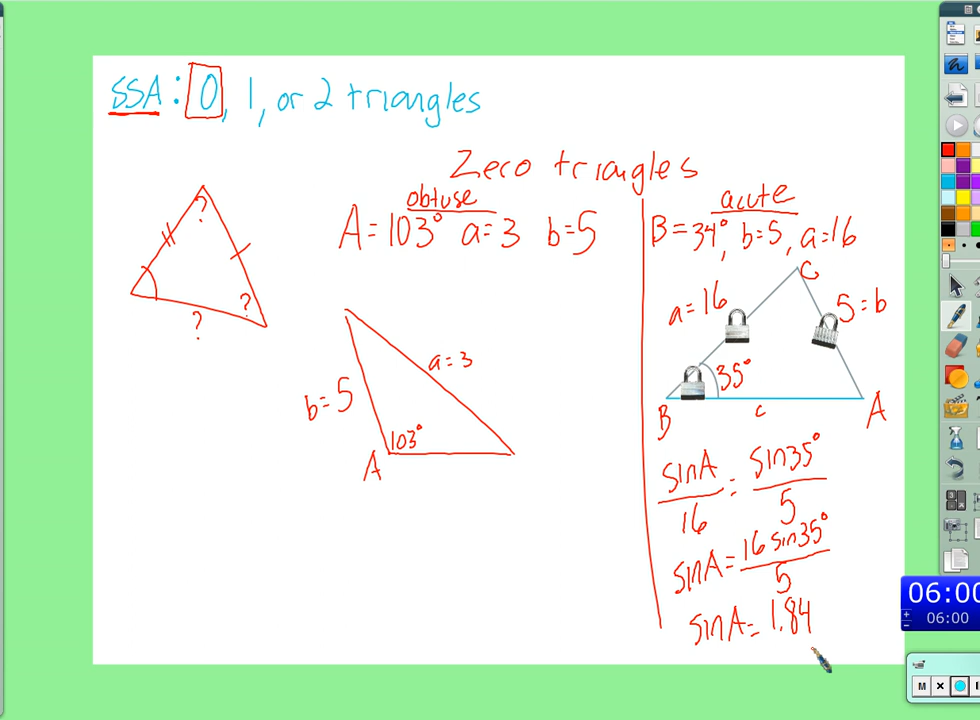 SSA: 0, 1, or 2 triangles
Zero triangles
obtuse
A=103° a=3 b=5
acute
B=34°, b=5, a=16
?
?
?
b=5
a=3
103°
A
C
a=16
5=b
35°
B
c
A
sinA/16 = sin35°/5
sinA = 16 sin35°/5
sinA = 1.84
06:00
06:00
M